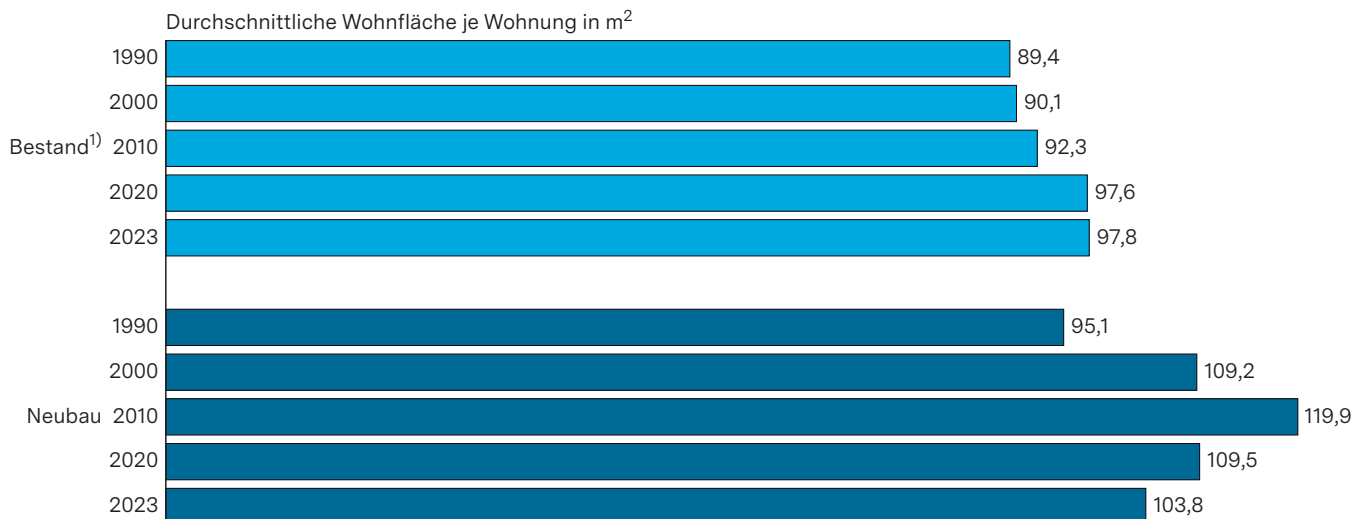 Durchschnittliche Wohnfläche je Wohnung in m²
1990 89,4
2000 90,1
Bestand¹⁾ 2010 92,3
2020 97,6
2023 97,8
1990 95,1
2000 109,2
Neubau 2010 119,9
2020 109,5
2023 103,8